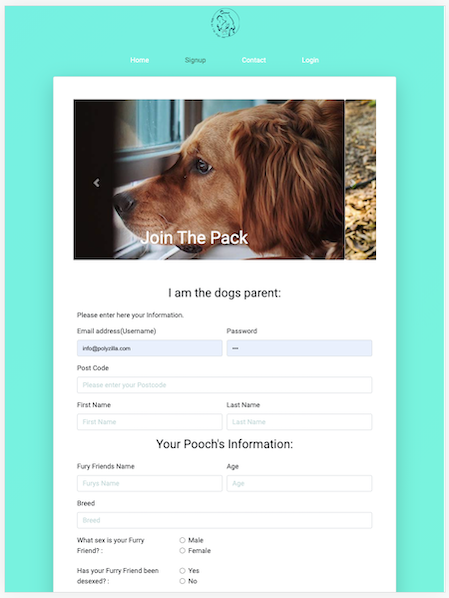 Home Signup Contact Login
Join The Pack
I am the dogs parent:
Please enter here your Information.
Email address(Username) Password
info@polyzilla.com •••
Post Code
Please enter your Postcode
First Name Last Name
First Name Last Name
Your Pooch's Information:
Fury Friends Name Age
Furys Name Age
Breed
Breed
What sex is your Furry
Friend? :
Male
Female
Has your Furry Friend been
desexed? :
Yes
No